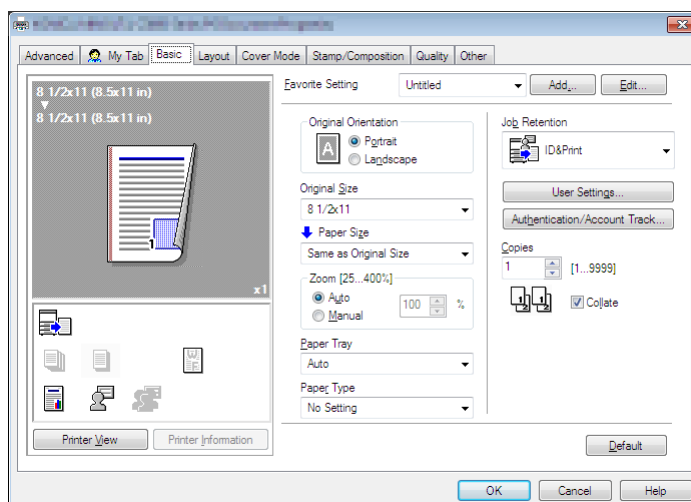 Advanced My Tab Basic Layout Cover Mode Stamp/Composition Quality Other
8 1/2x11 (8.5x11 in)
8 1/2x11 (8.5x11 in)
1
x1
Printer View Printer Information
Favorite Setting Untitled Add... Edit...
Original Orientation
A
Portrait
Landscape
Original Size
8 1/2x11
Paper Size
Same as Original Size
Zoom [25...400%]
Auto
Manual
100 %
Paper Tray
Auto
Paper Type
No Setting
Job Retention
ID&Print
User Settings...
Authentication/Account Track...
Copies
1 [1...9999]
Collate
Default
OK Cancel Help